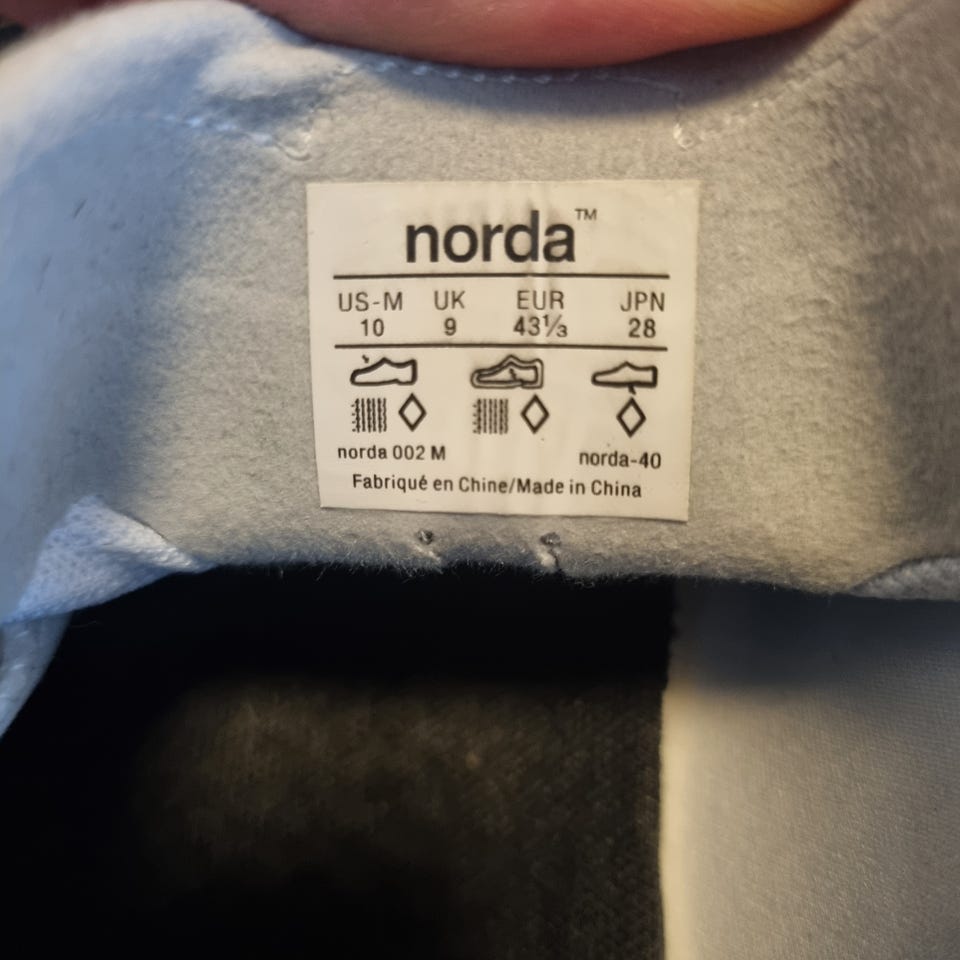 norda™
US-M UK EUR JPN
10 9 43⅓ 28
norda 002 M norda-40
Fabriqué en Chine/Made in China